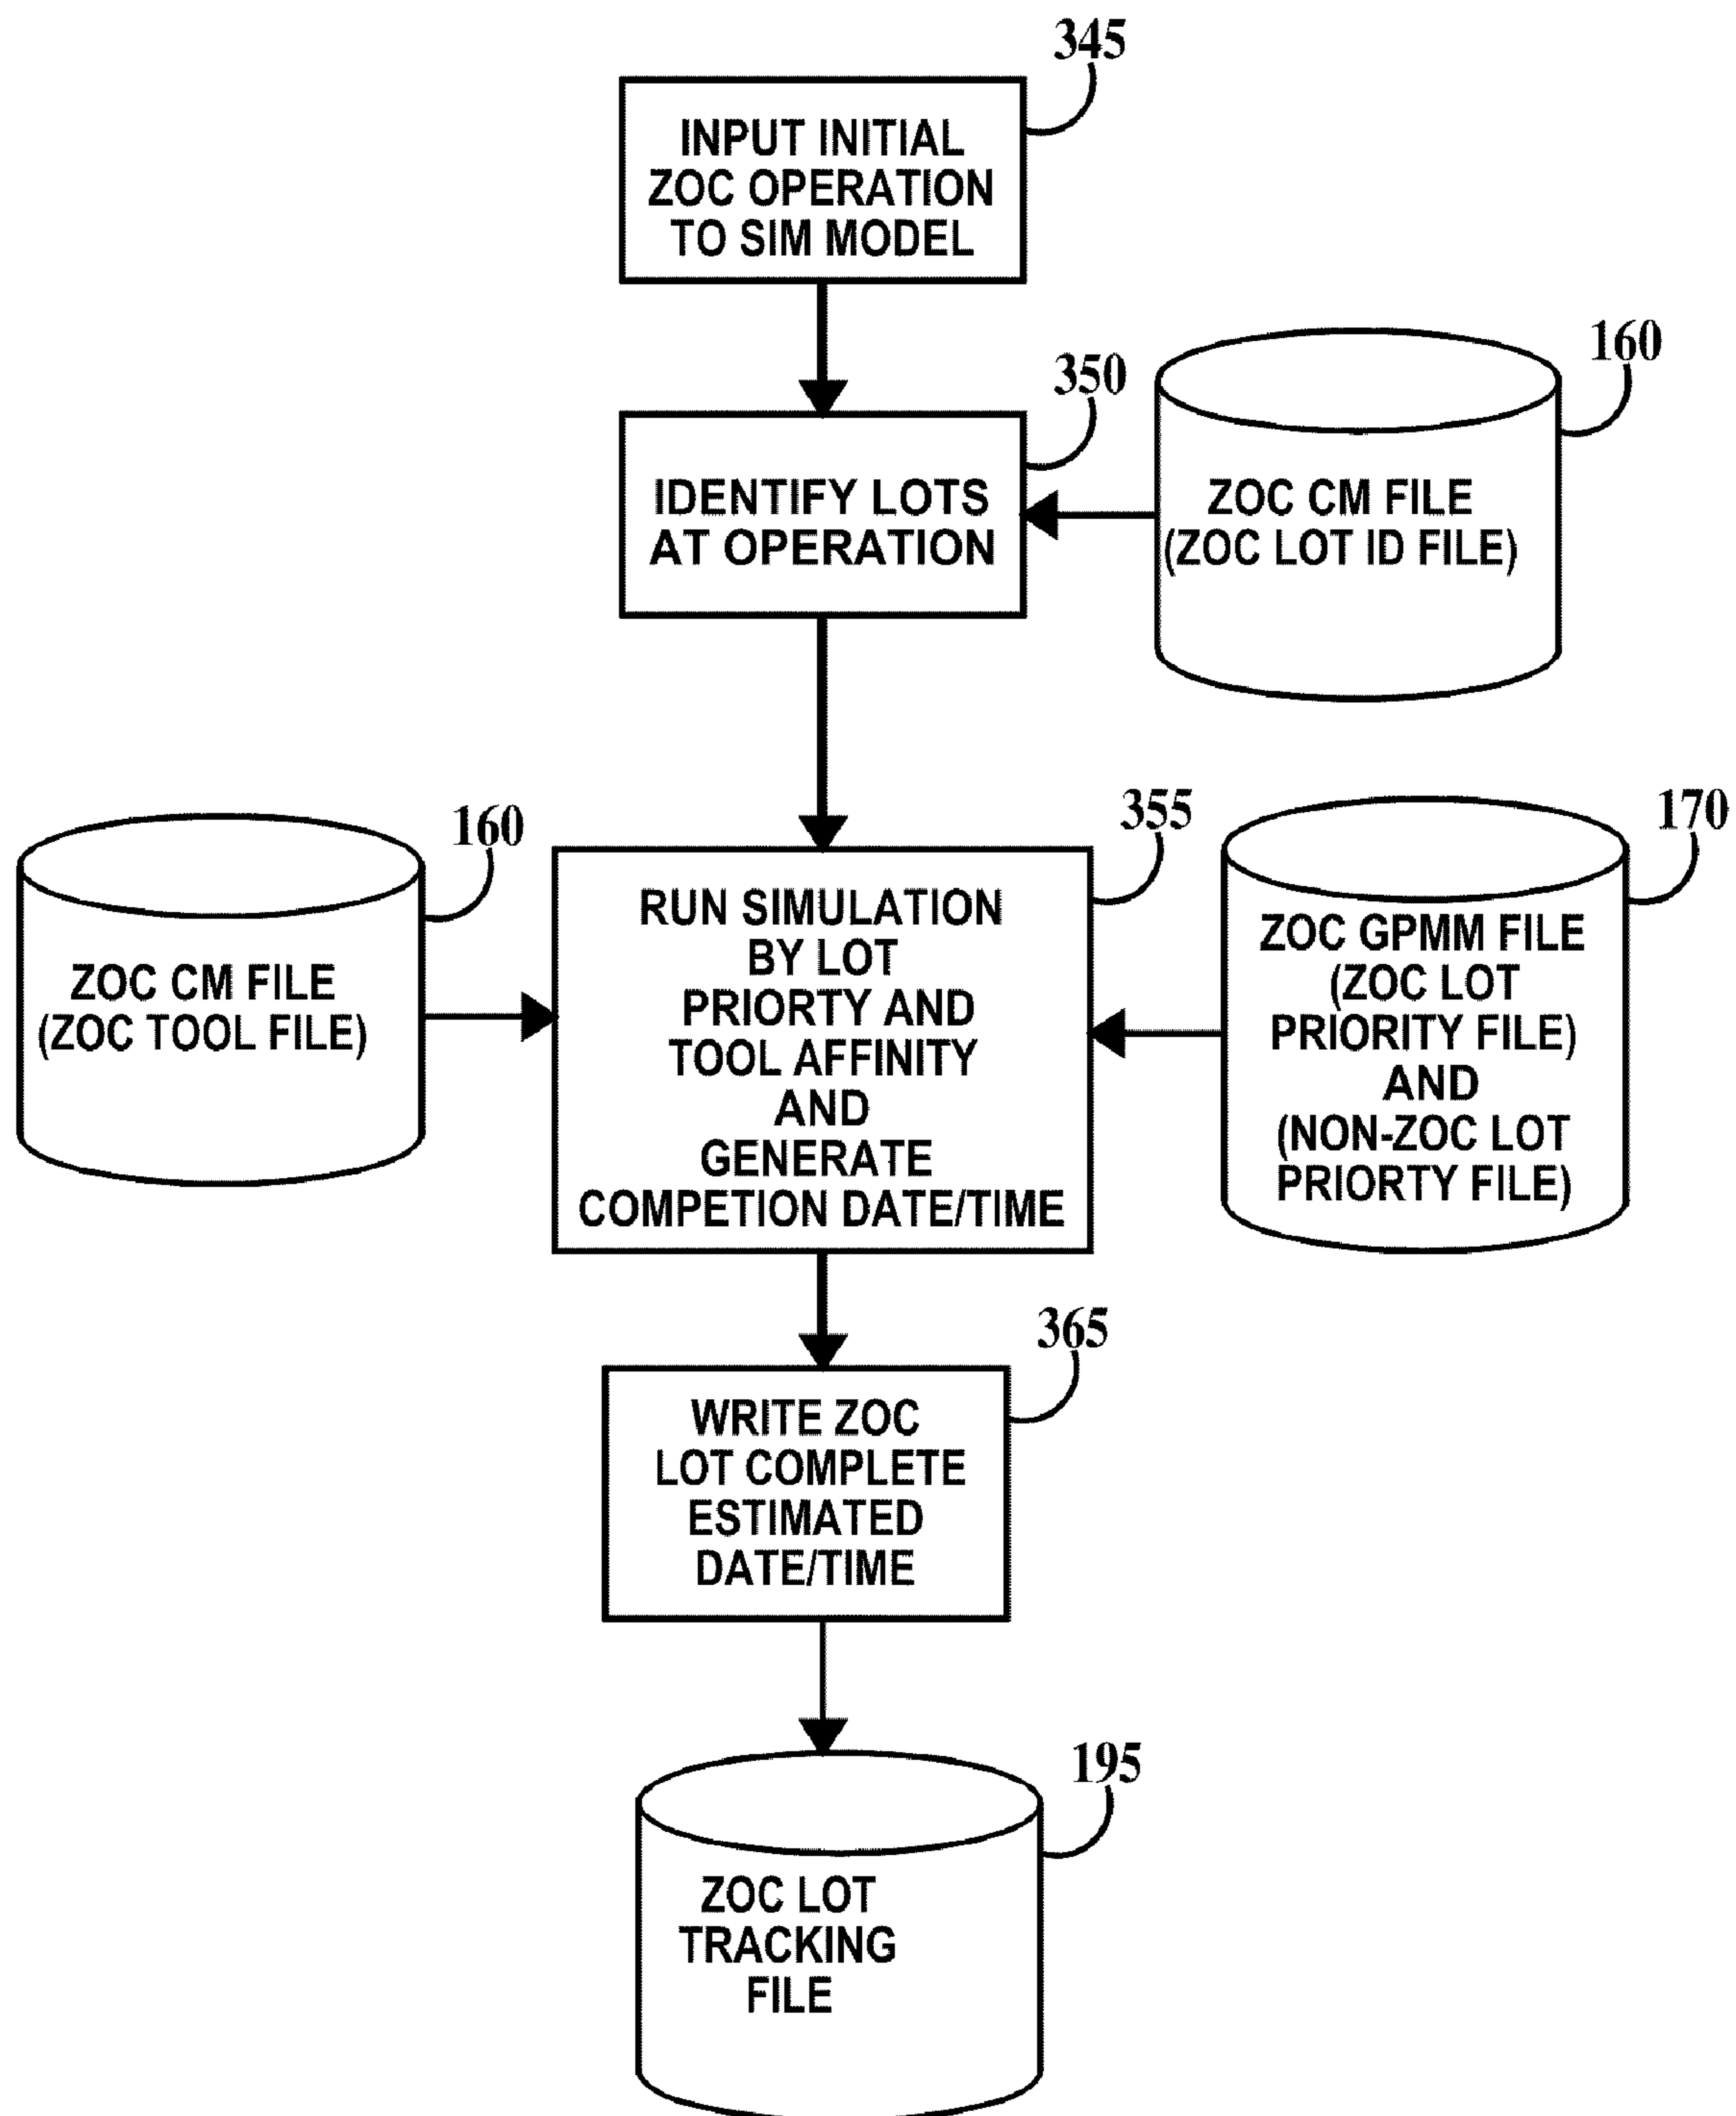 345
INPUT INITIAL
ZOC OPERATION
TO SIM MODEL
350
IDENTIFY LOTS
AT OPERATION
160
ZOC CM FILE
(ZOC LOT ID FILE)
160
ZOC CM FILE
(ZOC TOOL FILE)
355
RUN SIMULATION
BY LOT
PRIORTY AND
TOOL AFFINITY
AND
GENERATE
COMPETION DATE/TIME
170
ZOC GPMM FILE
(ZOC LOT
PRIORITY FILE)
AND
(NON-ZOC LOT
PRIORTY FILE)
365
WRITE ZOC
LOT COMPLETE
ESTIMATED
DATE/TIME
195
ZOC LOT
TRACKING
FILE